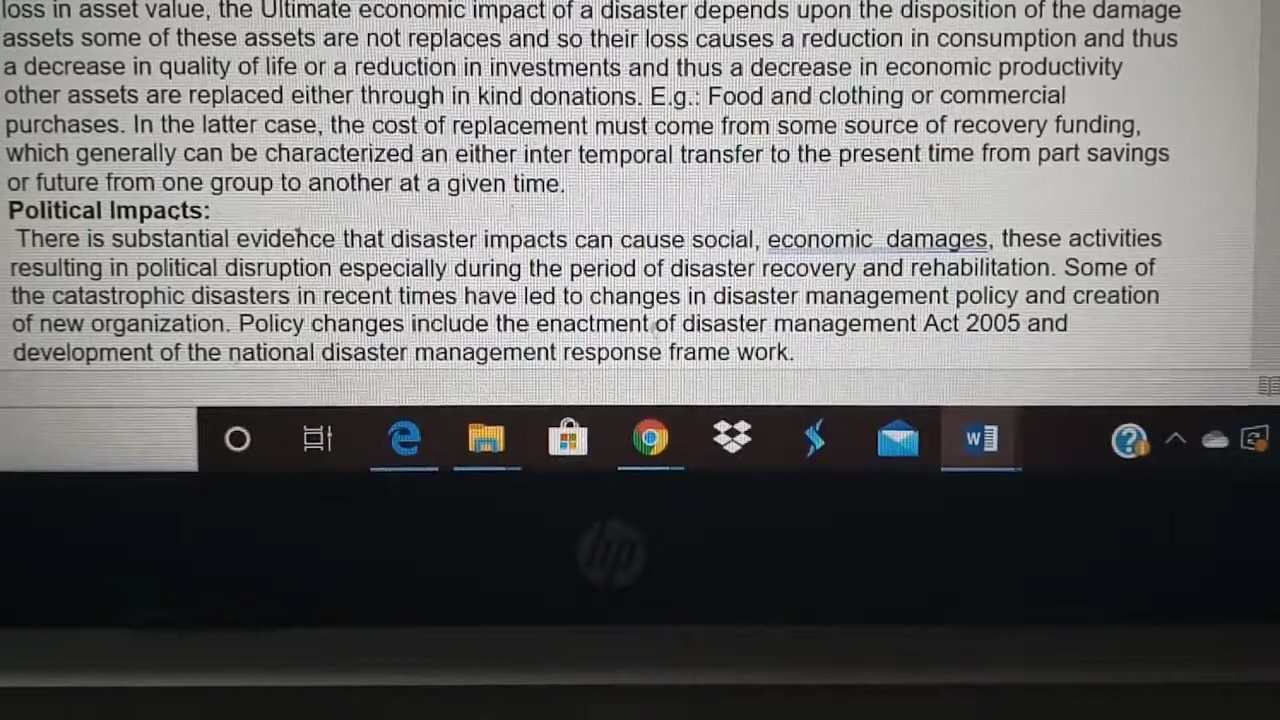 loss in asset value, the Ultimate economic impact of a disaster depends upon the disposition of the damage
assets some of these assets are not replaces and so their loss causes a reduction in consumption and thus
a decrease in quality of life or a reduction in investments and thus a decrease in economic productivity
other assets are replaced either through in kind donations. E.g.: Food and clothing or commercial
purchases. In the latter case, the cost of replacement must come from some source of recovery funding,
which generally can be characterized an either inter temporal transfer to the present time from part savings
or future from one group to another at a given time.
Political Impacts:
There is substantial evidence that disaster impacts can cause social, economic damages, these activities
resulting in political disruption especially during the period of disaster recovery and rehabilitation. Some of
the catastrophic disasters in recent times have led to changes in disaster management policy and creation
of new organization. Policy changes include the enactment of disaster management Act 2005 and
development of the national disaster management response frame work.
W
hp